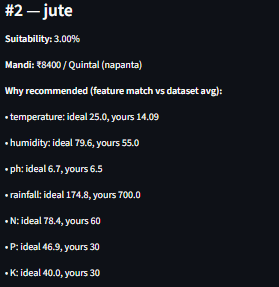 #2 — jute
Suitability: 3.00%
Mandi: ₹8400 / Quintal (napanta)
Why recommended (feature match vs dataset avg):
• temperature: ideal 25.0, yours 14.09
• humidity: ideal 79.6, yours 55.0
• ph: ideal 6.7, yours 6.5
• rainfall: ideal 174.8, yours 700.0
• N: ideal 78.4, yours 60
• P: ideal 46.9, yours 30
• K: ideal 40.0, yours 30